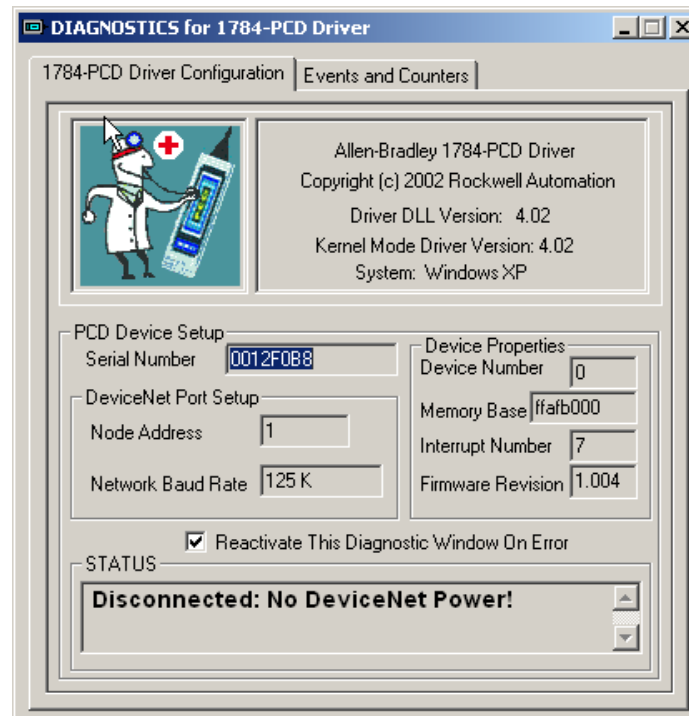 DIAGNOSTICS for 1784-PCD Driver
1784-PCD Driver Configuration
Events and Counters
Allen-Bradley 1784-PCD Driver
Copyright (c) 2002 Rockwell Automation
Driver DLL Version: 4.02
Kernel Mode Driver Version: 4.02
System: Windows XP
PCD Device Setup
Serial Number 0012F0B8
DeviceNet Port Setup
Node Address 1
Network Baud Rate 125 K
Device Properties
Device Number 0
Memory Base ffafb000
Interrupt Number 7
Firmware Revision 1.004
Reactivate This Diagnostic Window On Error
STATUS
Disconnected: No DeviceNet Power!